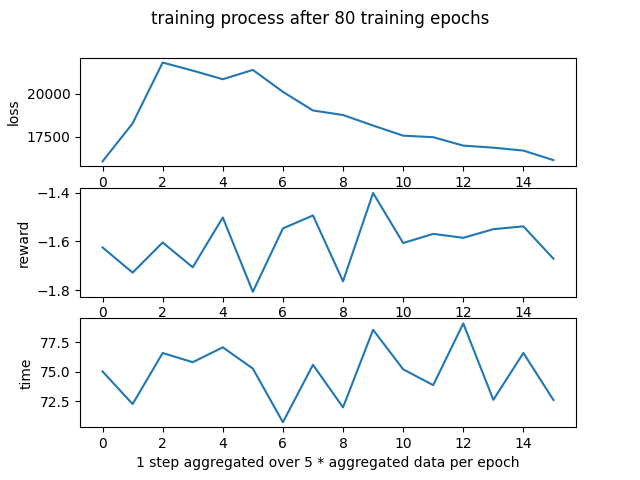 training process after 80 training epochs
20000
17500
loss
0 2 4 6 8 10 12 14
−1.4
−1.6
−1.8
reward
0 2 4 6 8 10 12 14
77.5
75.0
72.5
time
0 2 4 6 8 10 12 14
1 step aggregated over 5 * aggregated data per epoch